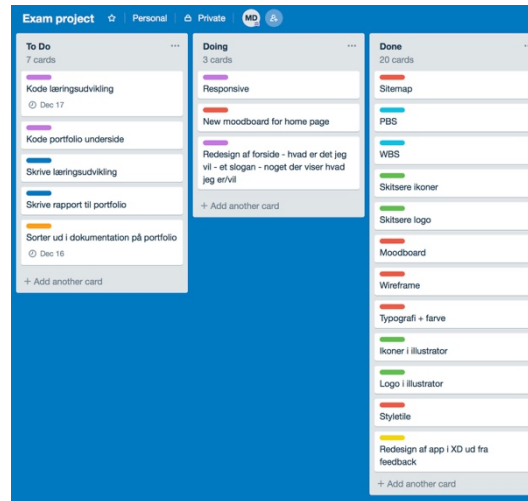 Exam project
Personal
Private
MD
To Do
7 cards
Kode læringsudvikling
Dec 17
Kode portfolio underside
Skrive læringsudvikling
Skrive rapport til portfolio
Sorter ud i dokumentation på portfolio
Dec 16
+ Add another card
Doing
3 cards
Responsive
New moodboard for home page
Redesign af forside - hvad er det jeg
vil - et slogan - noget der viser hvad
jeg er/vil
+ Add another card
Done
20 cards
Sitemap
PBS
WBS
Skitsere ikoner
Skitsere logo
Moodboard
Wireframe
Typografi + farve
Ikoner i illustrator
Logo i illustrator
Styletile
Redesign af app i XD ud fra
feedback
+ Add another card